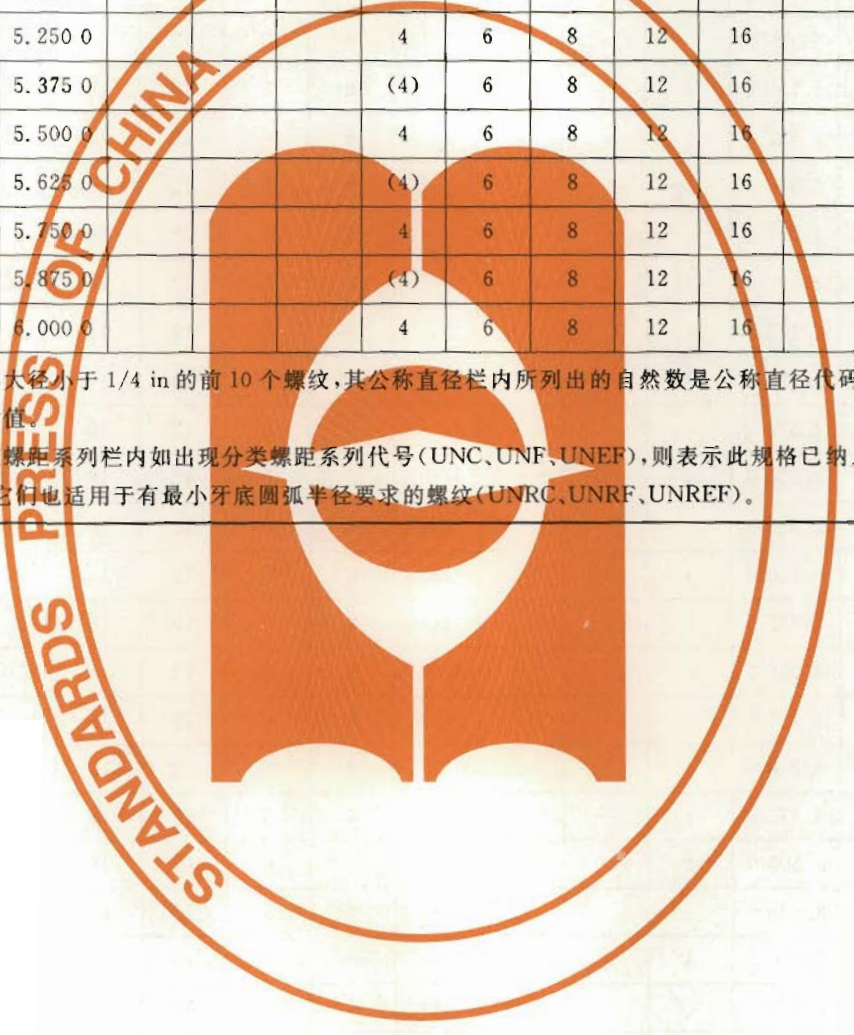 5.250 0 4 6 8 12 16
5.375 0 (4) 6 8 12 16
5.500 0 4 6 8 12 16
5.625 0 (4) 6 8 12 16
5.750 0 4 6 8 12 16
5.875 0 (4) 6 8 12 16
6.000 0 4 6 8 12 16
大径小于 1/4 in 的前 10 个螺纹,其公称直径栏内所列出的自然数是公称直径代码
值。
螺距系列栏内如出现分类螺距系列代号(UNC、UNF、UNEF),则表示此规格已纳
它们也适用于有最小牙底圆弧半径要求的螺纹(UNRC、UNRF、UNREF)。
STANDARDS PRESS OF CHINA